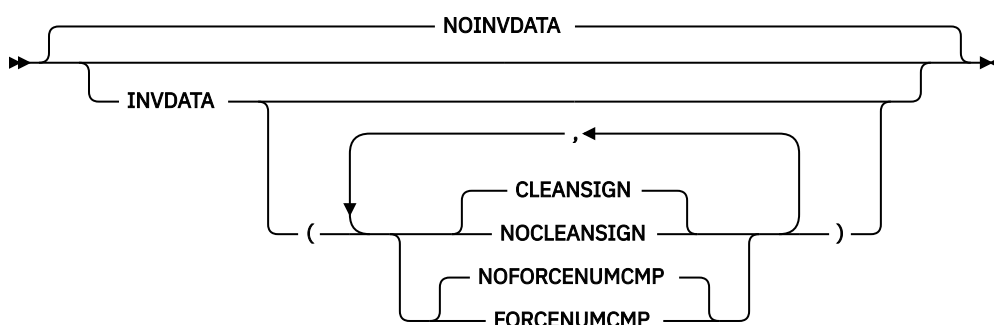 NOINVDATA
INVDATA
,
CLEANSIGN
( NOCLEANSIGN )
NOFORCENUMCMP
FORCENUMCMP